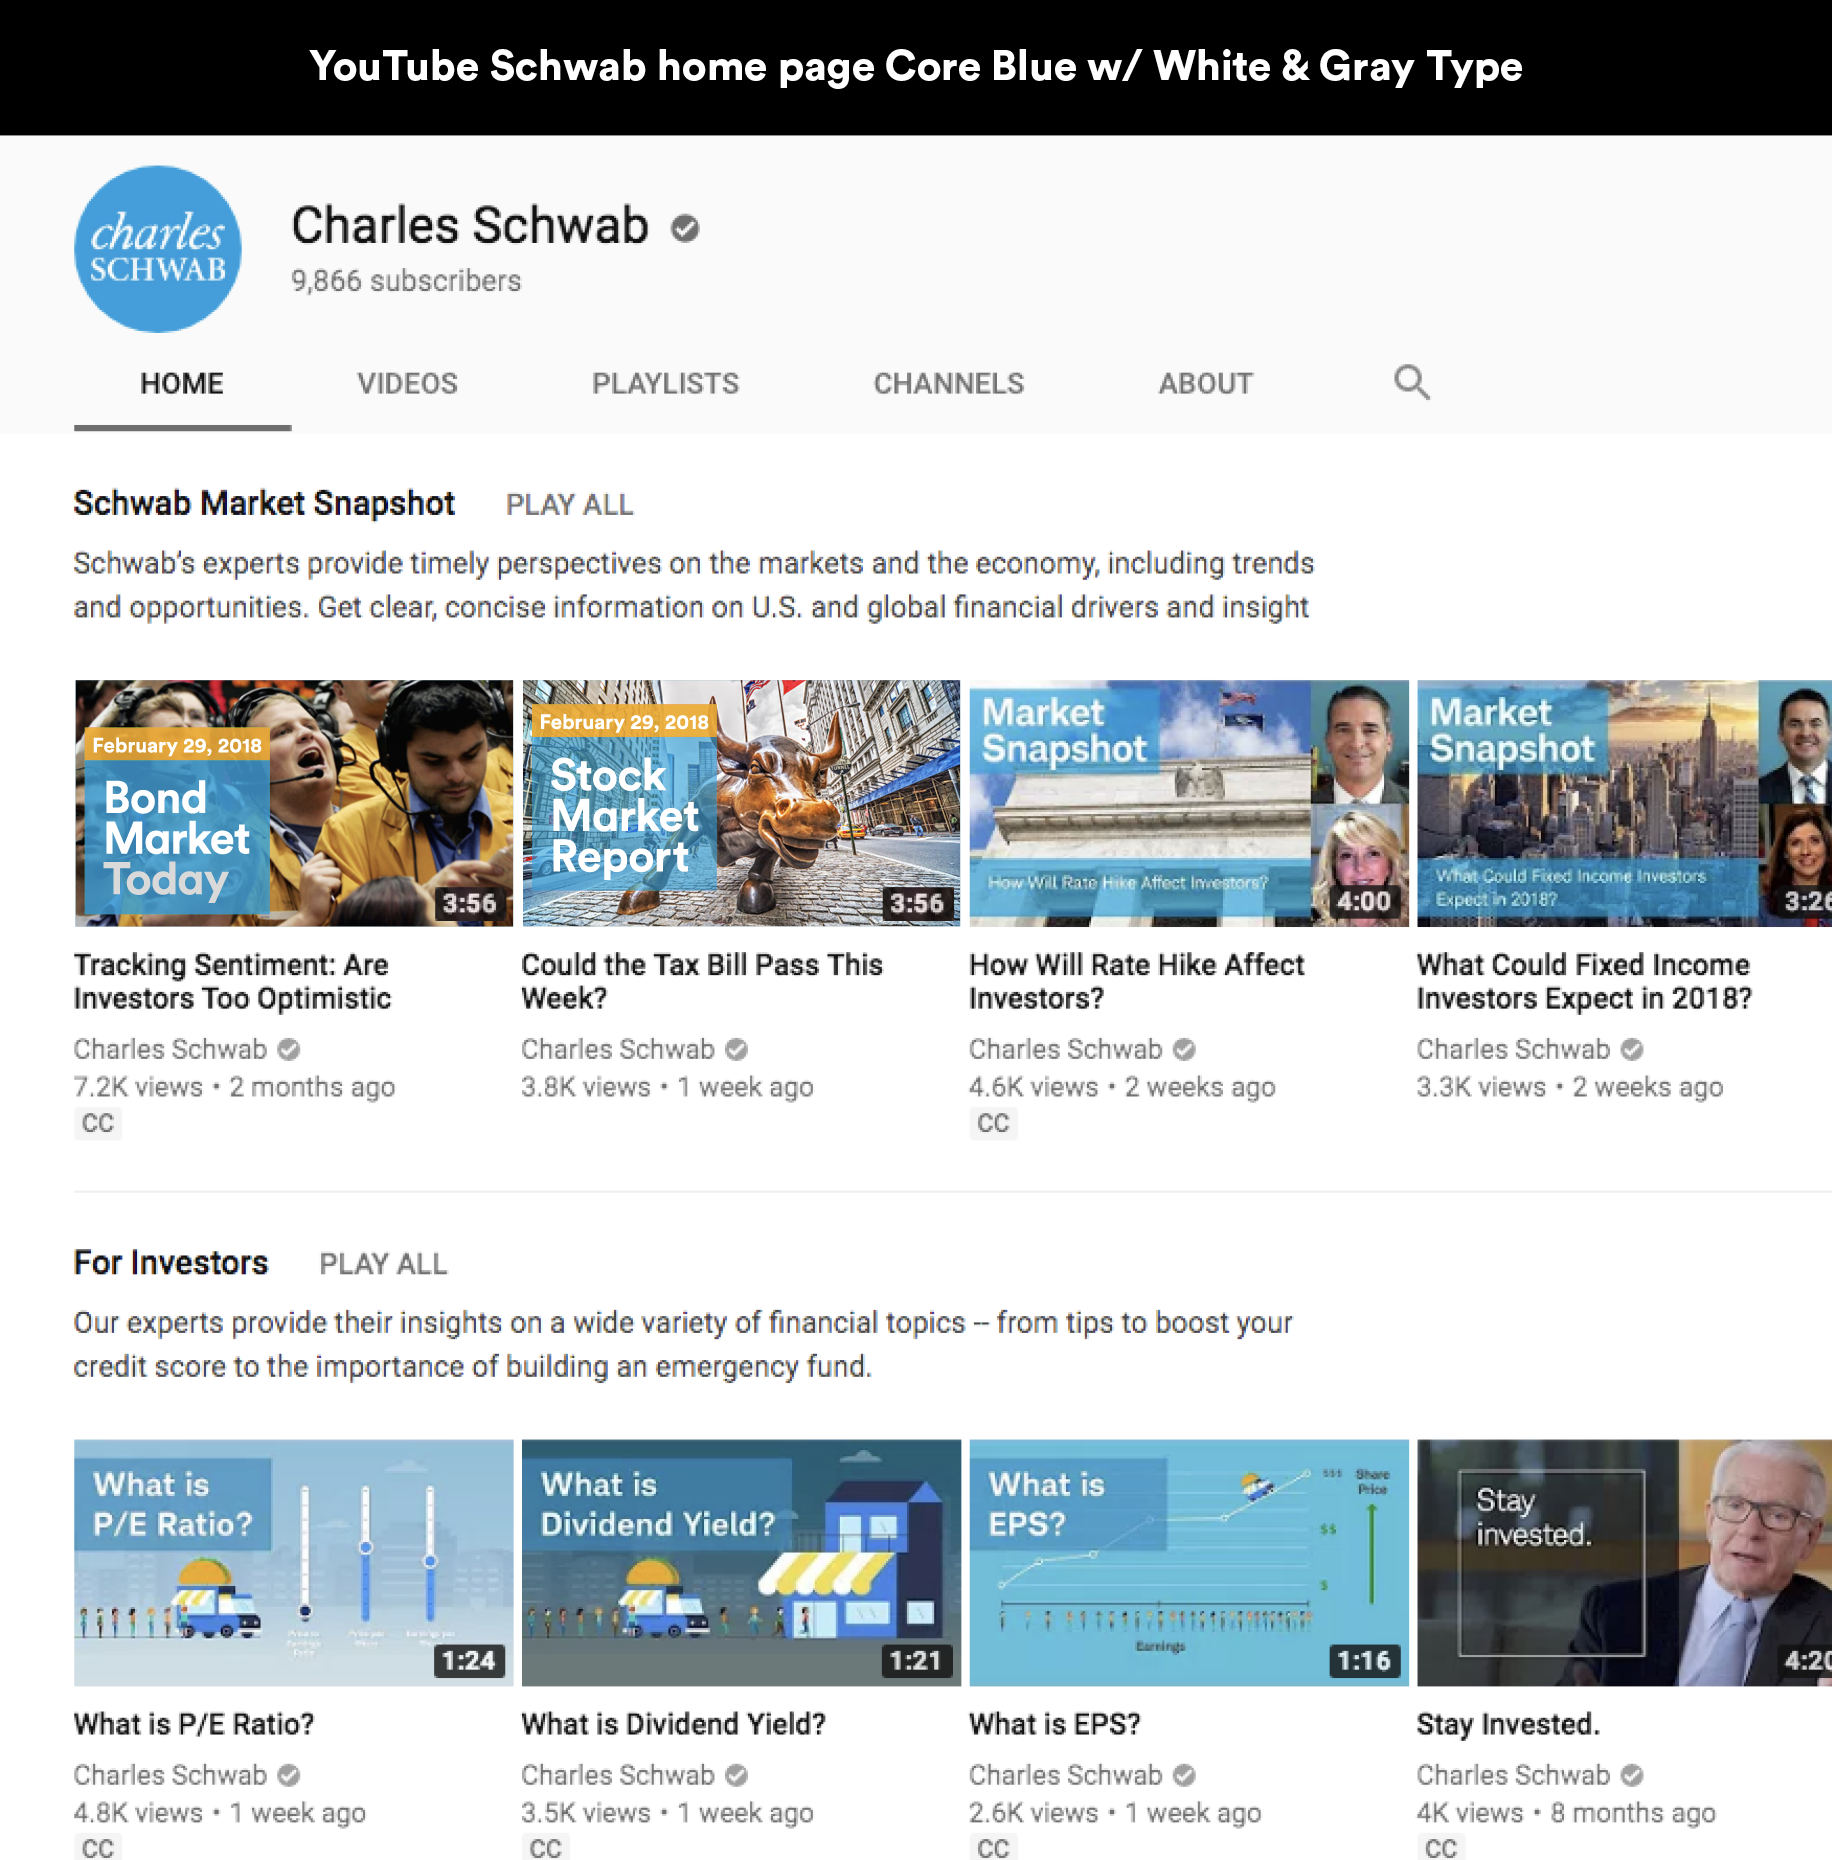 YouTube Schwab home page Core Blue w/ White & Gray Type
charles
SCHWAB
Charles Schwab
9,866 subscribers
HOME VIDEOS PLAYLISTS CHANNELS ABOUT
Schwab Market Snapshot PLAY ALL
Schwab's experts provide timely perspectives on the markets and the economy, including trends
and opportunities. Get clear, concise information on U.S. and global financial drivers and insight
February 29, 2018
Bond
Market
Today
3:56
February 29, 2018
Stock
Market
Report
3:56
Market
Snapshot
How Will Rate Hike Affect Investors?
4:00
Market
Snapshot
What Could Fixed Income Investors
Expect in 2018?
3:26
Tracking Sentiment: Are
Investors Too Optimistic
Charles Schwab
7.2K views • 2 months ago
CC
Could the Tax Bill Pass This
Week?
Charles Schwab
3.8K views • 1 week ago
How Will Rate Hike Affect
Investors?
Charles Schwab
4.6K views • 2 weeks ago
CC
What Could Fixed Income
Investors Expect in 2018?
Charles Schwab
3.3K views • 2 weeks ago
For Investors PLAY ALL
Our experts provide their insights on a wide variety of financial topics -- from tips to boost your
credit score to the importance of building an emergency fund.
What is
P/E Ratio?
1:24
What is
Dividend Yield?
1:21
What is
EPS?
$$$
Share
Price
$$
$
Earnings
1:16
Stay
invested.
4:20
What is P/E Ratio?
Charles Schwab
4.8K views • 1 week ago
CC
What is Dividend Yield?
Charles Schwab
3.5K views • 1 week ago
CC
What is EPS?
Charles Schwab
2.6K views • 1 week ago
CC
Stay Invested.
Charles Schwab
4K views • 8 months ago
CC